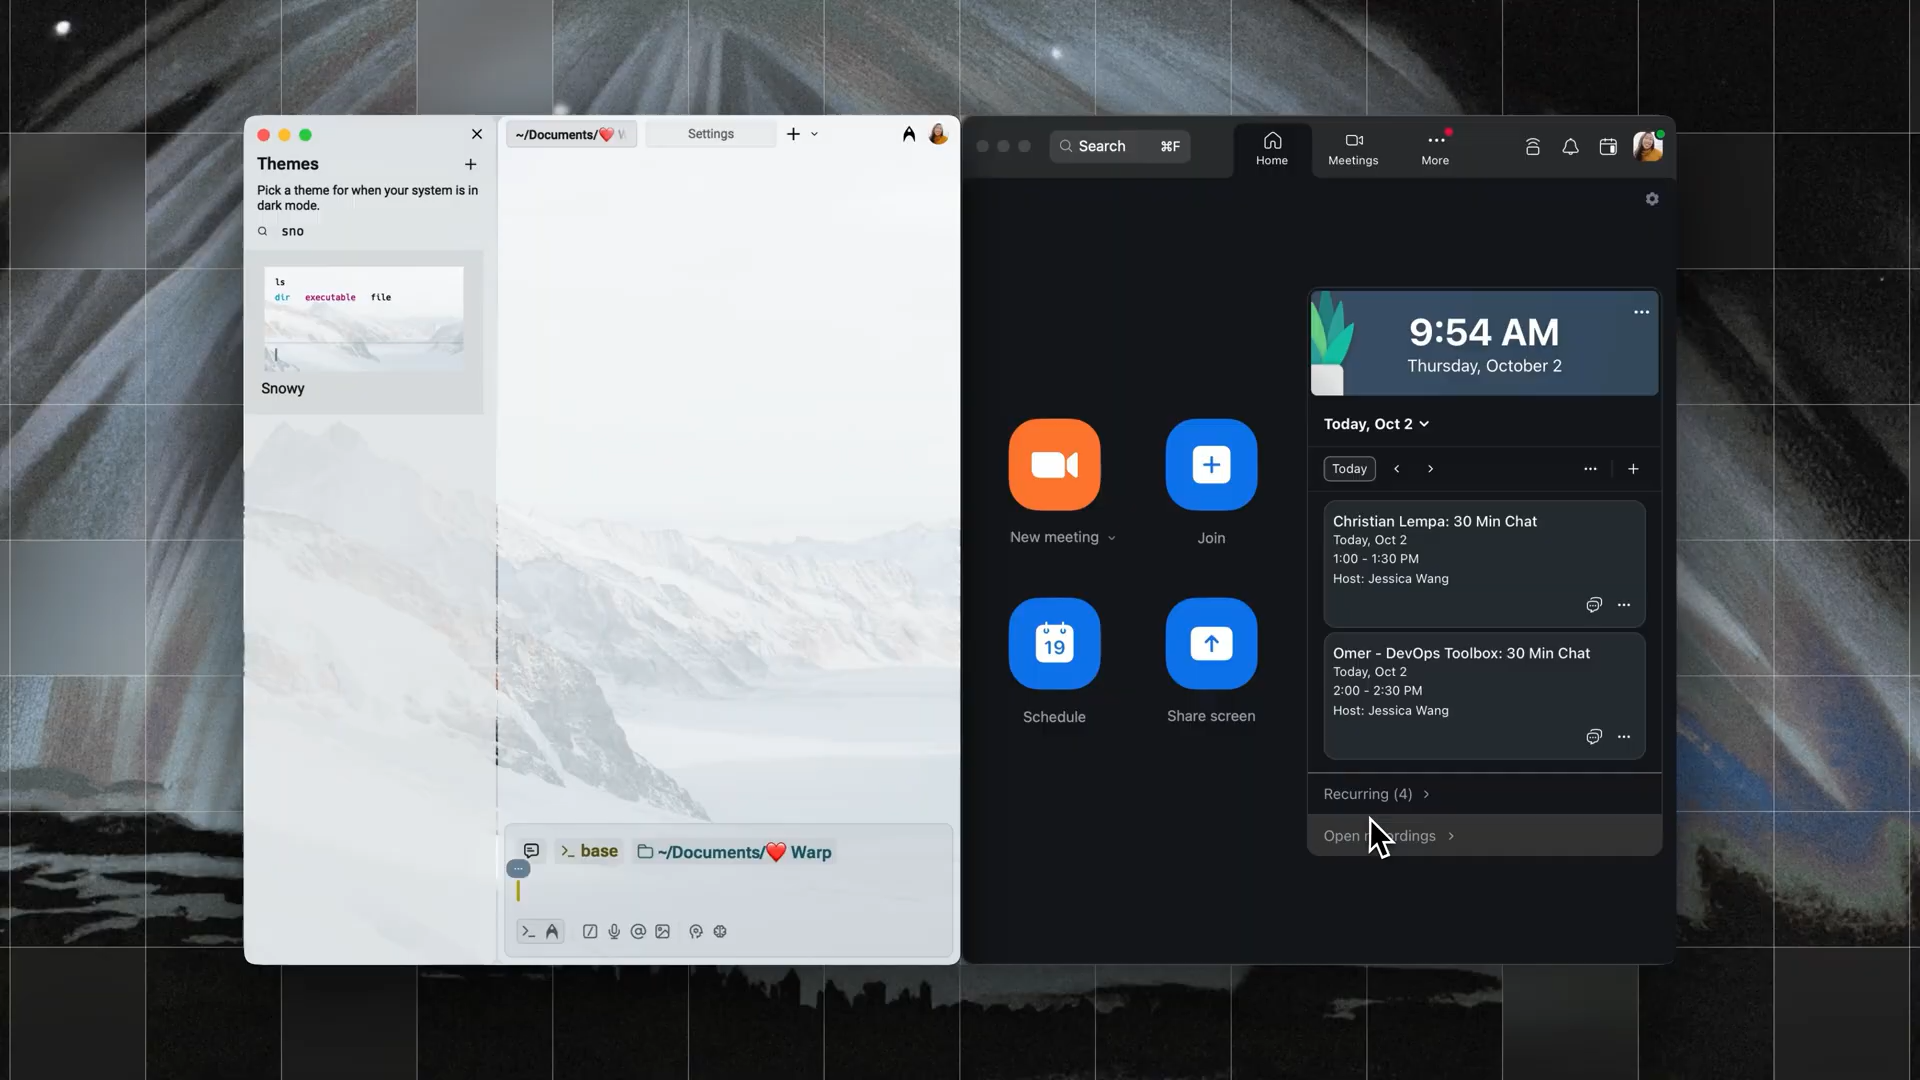 Themes
Pick a theme for when your system is in
dark mode.
sno
ls
dir executable file
Snowy
~/Documents/❤️ W
Settings
>_ base ~/Documents/❤️ Warp
Search ⌘F
Home
Meetings
More
9:54 AM
Thursday, October 2
New meeting
Join
19
Schedule
Share screen
Today, Oct 2
Today
Christian Lempa: 30 Min Chat
Today, Oct 2
1:00 - 1:30 PM
Host: Jessica Wang
Omer - DevOps Toolbox: 30 Min Chat
Today, Oct 2
2:00 - 2:30 PM
Host: Jessica Wang
Recurring (4)
Open recordings